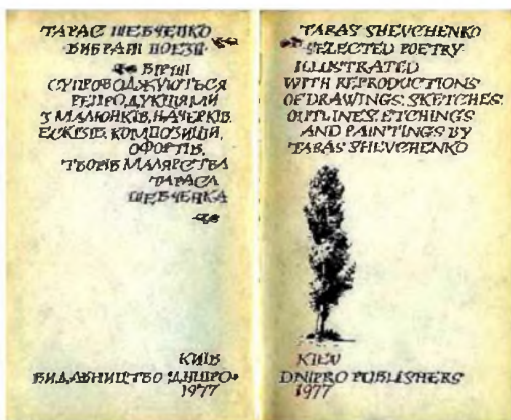 ТАРАС ШЕВЧЕНКО
ВИБРАНІ ПОЕЗІЇ
ВІРШІ
СУПРОВОДЖУЮТЬСЯ
РЕПРОДУКЦІЯМИ
З МАЛЮНКІВ, НАЧЕРКІВ,
ЕСКІЗІВ, КОМПОЗИЦІЙ,
ОФОРТІВ,
ТВОРІВ МАЛЯРСТВА
ТАРАСА
ШЕВЧЕНКА
КИЇВ
ВИДАВНИЦТВО «ДНІПРО»
1977
TARAS SHEVCHENKO
SELECTED POETRY
ILLUSTRATED
WITH REPRODUCTIONS
OF DRAWINGS, SKETCHES,
OUTLINES, ETCHINGS
AND PAINTINGS BY
TARAS SHEVCHENKO
KIEV
DNIPRO PUBLISHERS
1977